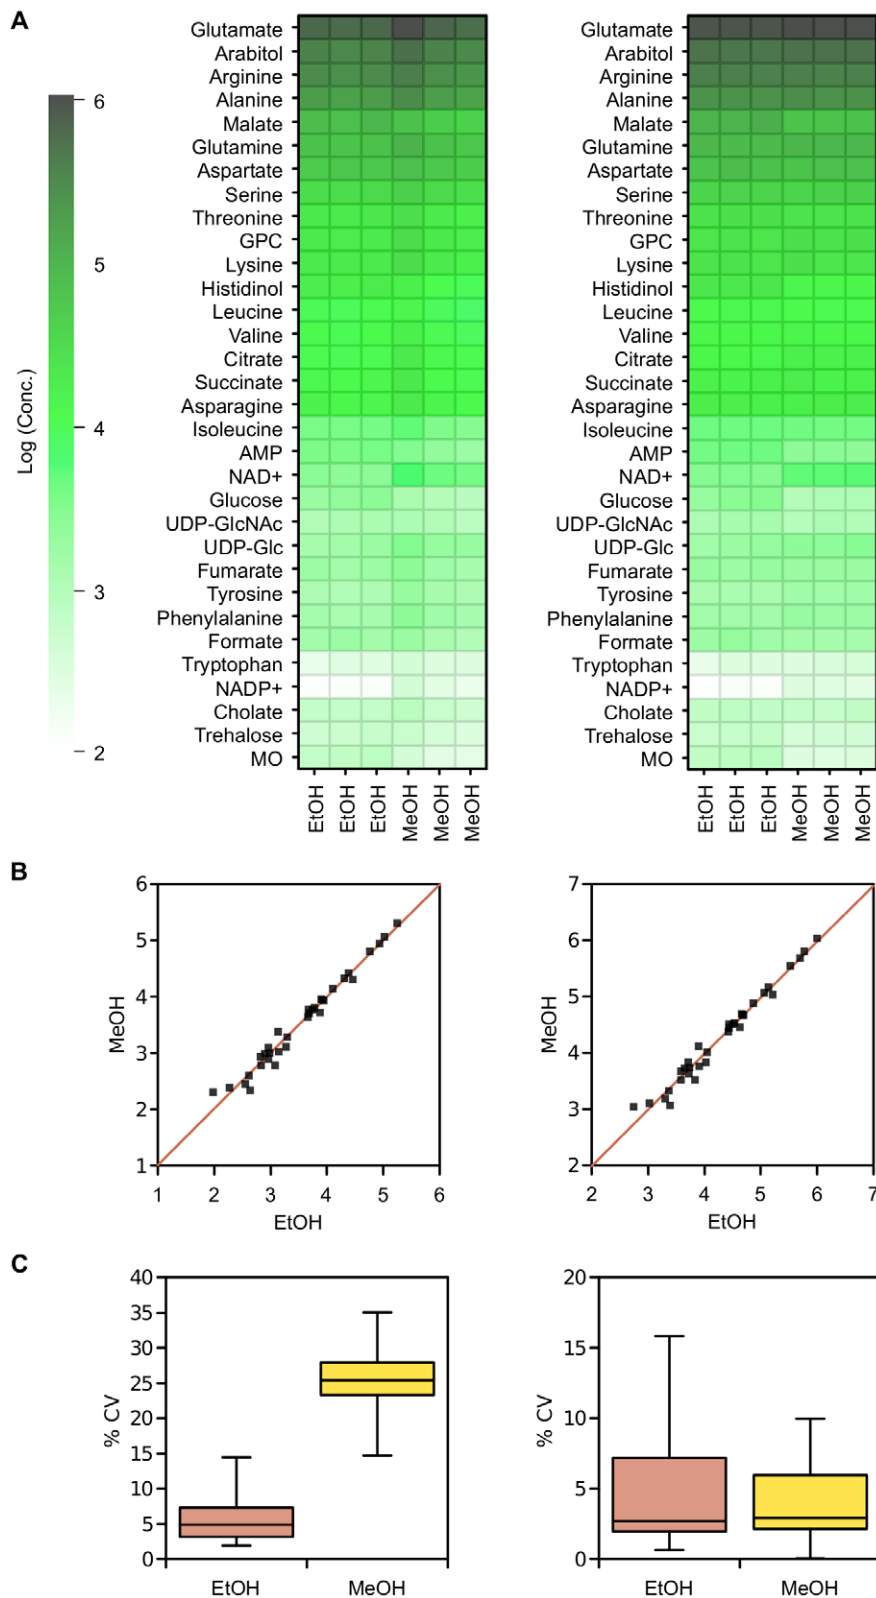 A
Log (Conc.)
6
5
4
3
2
Glutamate
Arabitol
Arginine
Alanine
Malate
Glutamine
Aspartate
Serine
Threonine
GPC
Lysine
Histidinol
Leucine
Valine
Citrate
Succinate
Asparagine
Isoleucine
AMP
NAD+
Glucose
UDP-GlcNAc
UDP-Glc
Fumarate
Tyrosine
Phenylalanine
Formate
Tryptophan
NADP+
Cholate
Trehalose
MO
EtOH
EtOH
EtOH
MeOH
MeOH
MeOH
Glutamate
Arabitol
Arginine
Alanine
Malate
Glutamine
Aspartate
Serine
Threonine
GPC
Lysine
Histidinol
Leucine
Valine
Citrate
Succinate
Asparagine
Isoleucine
AMP
NAD+
Glucose
UDP-GlcNAc
UDP-Glc
Fumarate
Tyrosine
Phenylalanine
Formate
Tryptophan
NADP+
Cholate
Trehalose
MO
EtOH
EtOH
EtOH
MeOH
MeOH
MeOH
B
MeOH
6
5
4
3
2
1
1 2 3 4 5 6
EtOH
MeOH
7
6
5
4
3
2
2 3 4 5 6 7
EtOH
C
% CV
40
35
30
25
20
15
10
5
0
EtOH MeOH
% CV
20
15
10
5
0
EtOH MeOH